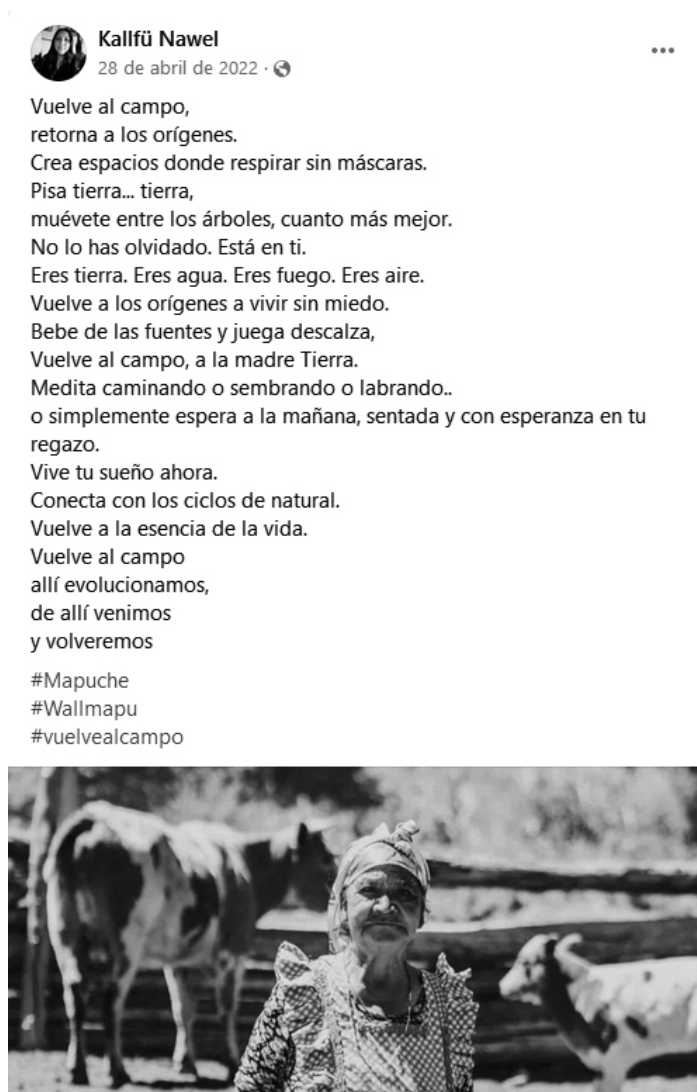 Kallfü Nawel
28 de abril de 2022 ·
Vuelve al campo,
retorna a los orígenes.
Crea espacios donde respirar sin máscaras.
Pisa tierra... tierra,
muévete entre los árboles, cuanto más mejor.
No lo has olvidado. Está en ti.
Eres tierra. Eres agua. Eres fuego. Eres aire.
Vuelve a los orígenes a vivir sin miedo.
Bebe de las fuentes y juega descalza,
Vuelve al campo, a la madre Tierra.
Medita caminando o sembrando o labrando..
o simplemente espera a la mañana, sentada y con esperanza en tu
regazo.
Vive tu sueño ahora.
Conecta con los ciclos de natural.
Vuelve a la esencia de la vida.
Vuelve al campo
allí evolucionamos,
de allí venimos
y volveremos
#Mapuche
#Wallmapu
#vuelvealcampo